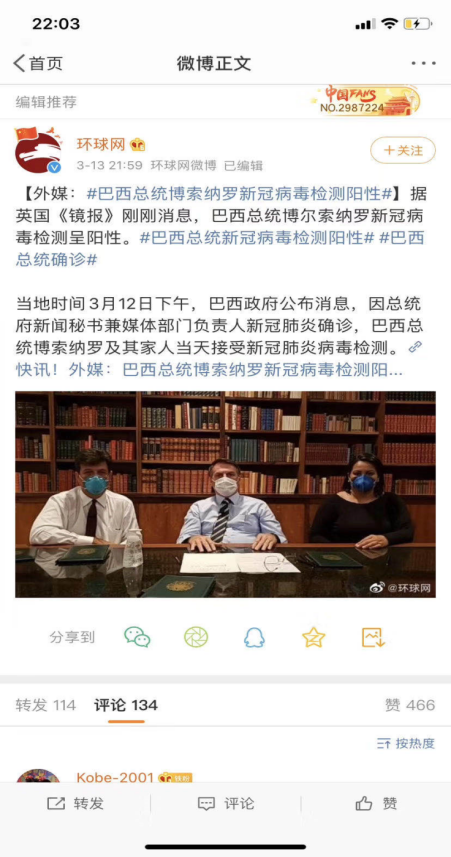 22:03
首页
微博正文
编辑推荐
中国FANS
NO.2987224
环球网
3-13 21:59 环球网微博 已编辑
+关注
【外媒：#巴西总统博索纳罗新冠病毒检测阳性#】据
英国《镜报》刚刚消息，巴西总统博尔索纳罗新冠病
毒检测呈阳性。#巴西总统新冠病毒检测阳性# #巴西
总统确诊#
当地时间3月12日下午，巴西政府公布消息，因总统
府新闻秘书兼媒体部门负责人新冠肺炎确诊，巴西总
统博索纳罗及其家人当天接受新冠肺炎病毒检测。
快讯！外媒：巴西总统博索纳罗新冠病毒检测阳...
@环球网
分享到
转发 114 评论 134 赞 466
按热度
Kobe-2001
转发 评论 赞